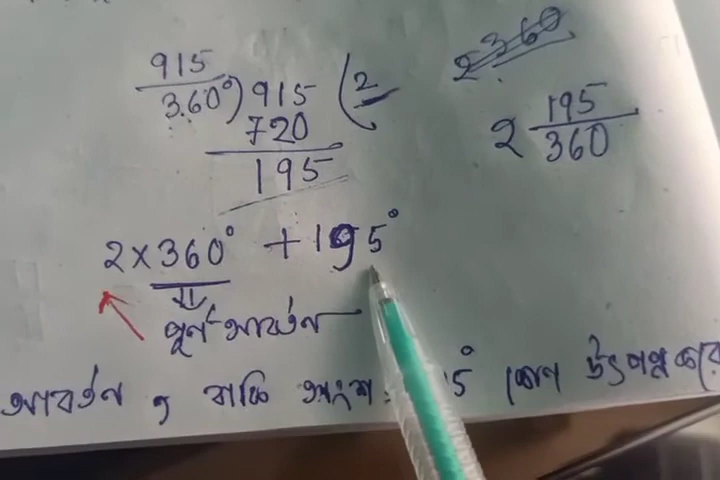 915
360°) 915 (2
720
195
2 195/360
2 × 360° + 195°
পূর্ণ আবর্তন
আবর্তন ও বাকি অংশ 5° কোণ উৎপন্ন করে